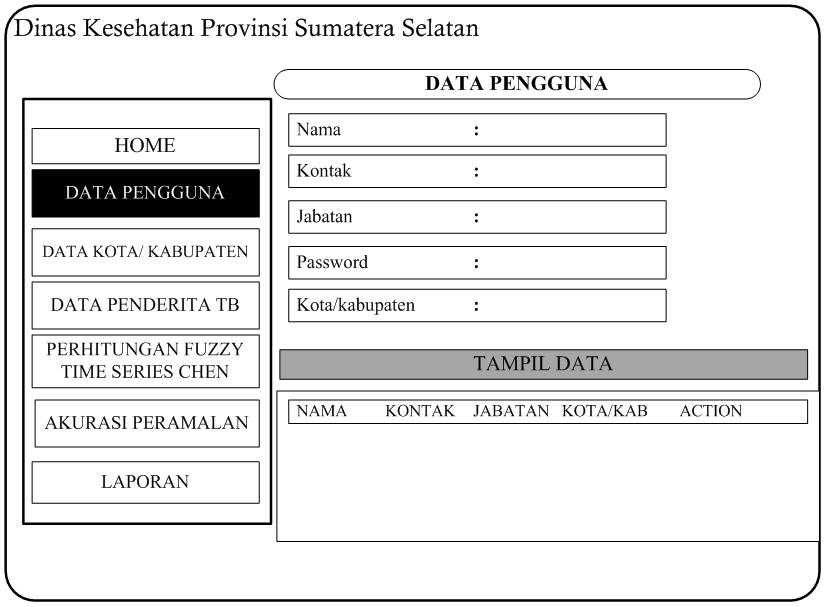 Dinas Kesehatan Provinsi Sumatera Selatan
DATA PENGGUNA
HOME
DATA PENGGUNA
DATA KOTA/ KABUPATEN
DATA PENDERITA TB
PERHITUNGAN FUZZY
TIME SERIES CHEN
AKURASI PERAMALAN
LAPORAN
Nama :
Kontak :
Jabatan :
Password :
Kota/kabupaten :
TAMPIL DATA
NAMA KONTAK JABATAN KOTA/KAB ACTION